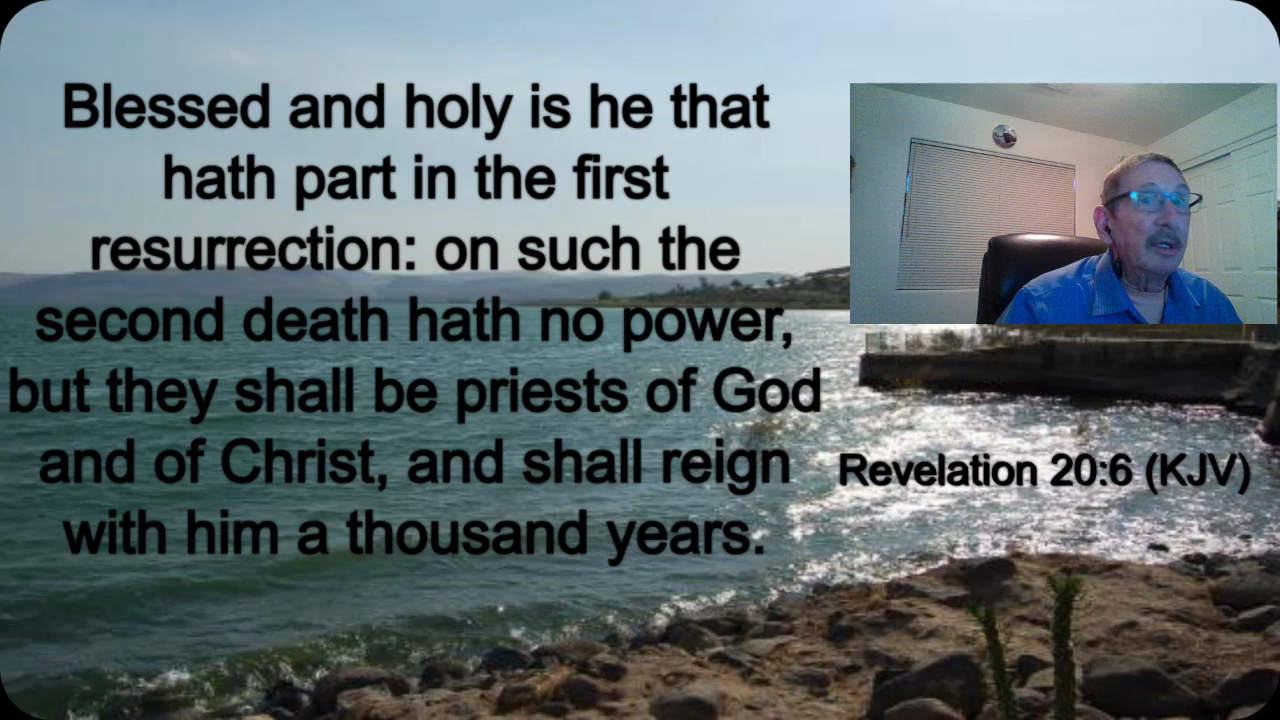 Blessed and holy is he that
hath part in the first
resurrection: on such the
second death hath no power,
but they shall be priests of God
and of Christ, and shall reign
with him a thousand years.
Revelation 20:6 (KJV)